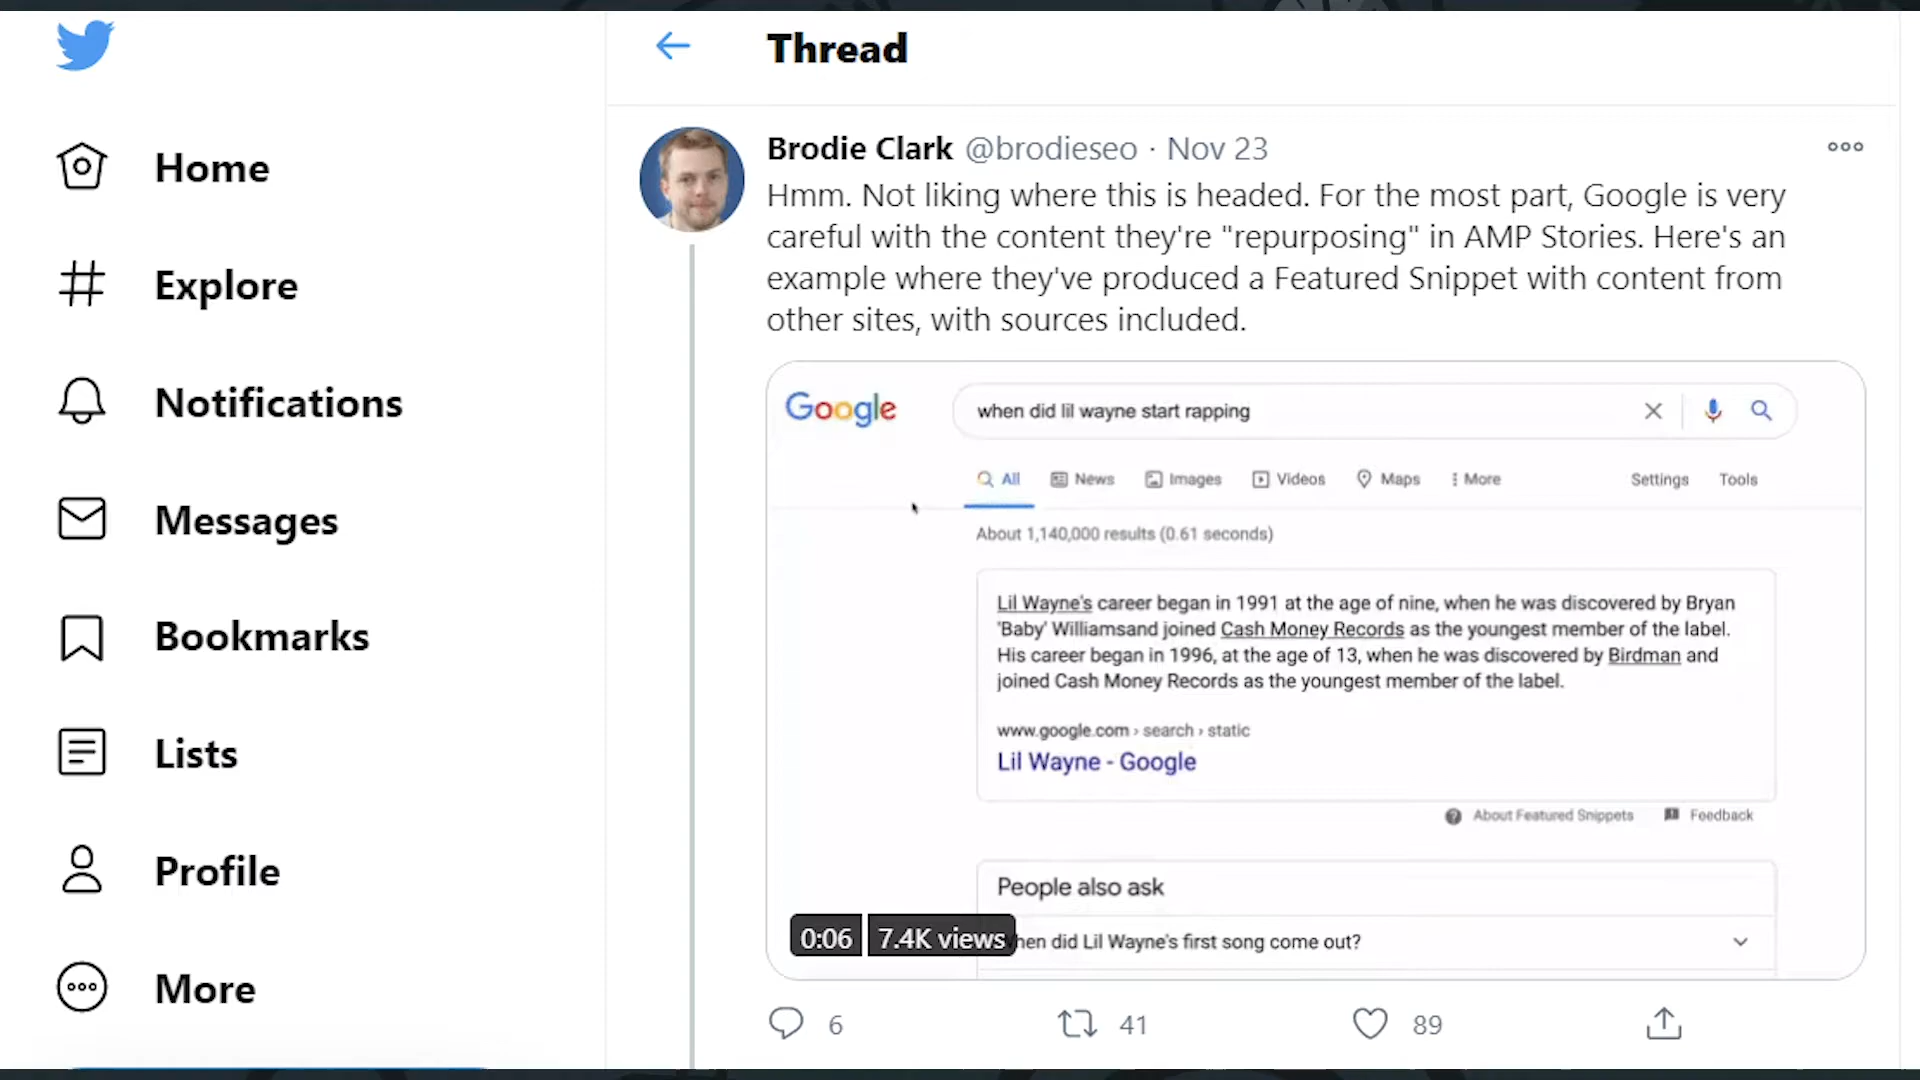 Thread
Home
Explore
Notifications
Messages
Bookmarks
Lists
Profile
More
Brodie Clark @brodieseo · Nov 23
Hmm. Not liking where this is headed. For the most part, Google is very
careful with the content they're "repurposing" in AMP Stories. Here's an
example where they've produced a Featured Snippet with content from
other sites, with sources included.
Google
when did lil wayne start rapping
All News Images Videos Maps More Settings Tools
About 1,140,000 results (0.61 seconds)
Lil Wayne's career began in 1991 at the age of nine, when he was discovered by Bryan
'Baby' Williamsand joined Cash Money Records as the youngest member of the label.
His career began in 1996, at the age of 13, when he was discovered by Birdman and
joined Cash Money Records as the youngest member of the label.
www.google.com › search › static
Lil Wayne - Google
About Featured Snippets Feedback
People also ask
0:06 7.4K views
did Lil Wayne's first song come out?
6 41 89